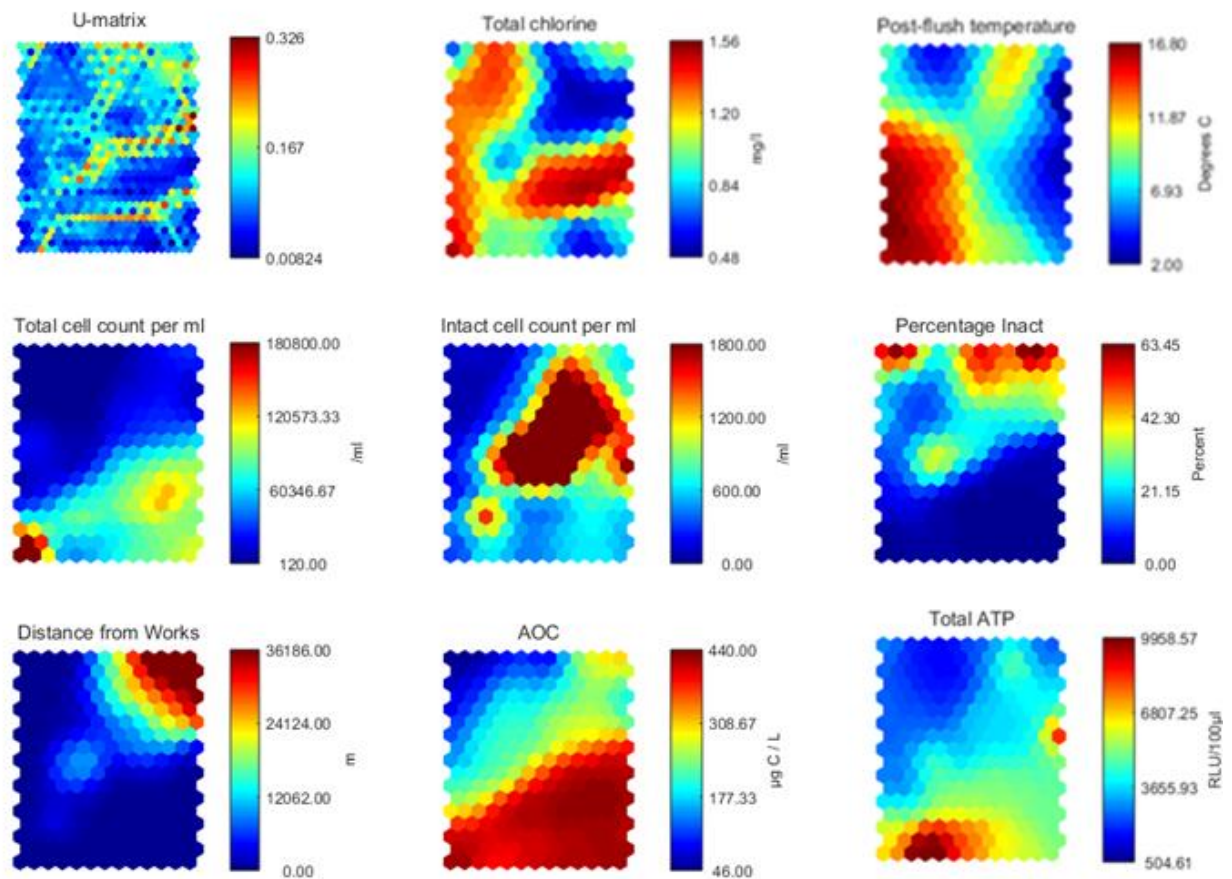 U-matrix
0.326
0.167
0.00824
Total chlorine
1.56
1.20
0.84
0.48
mg/l
Post-flush temperature
16.80
11.87
6.93
2.00
Degrees C
Total cell count per ml
180800.00
120573.33
60346.67
120.00
/ml
Intact cell count per ml
1800.00
1200.00
600.00
0.00
/ml
Percentage Inact
63.45
42.30
21.15
0.00
Percent
Distance from Works
36186.00
24124.00
12062.00
0.00
m
AOC
440.00
308.67
177.33
46.00
µg C / L
Total ATP
9958.57
6807.25
3655.93
504.61
RLU/100µl